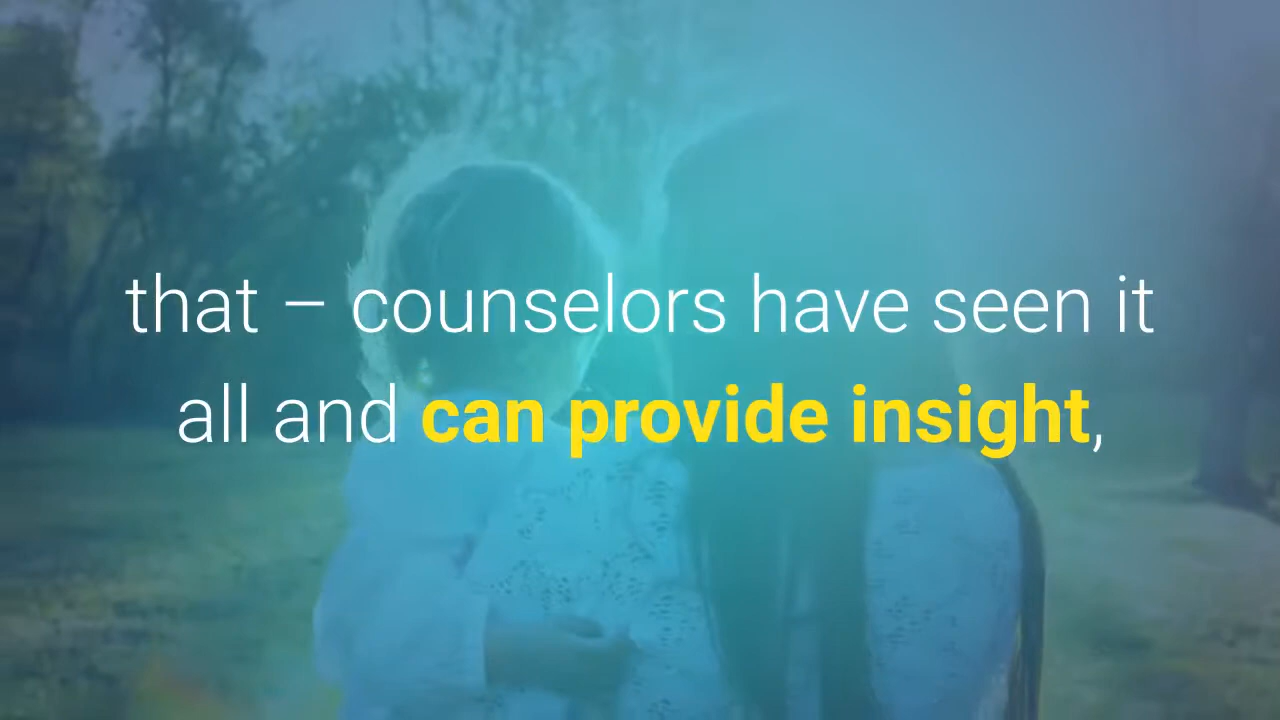 that – counselors have seen it
all and can provide insight,